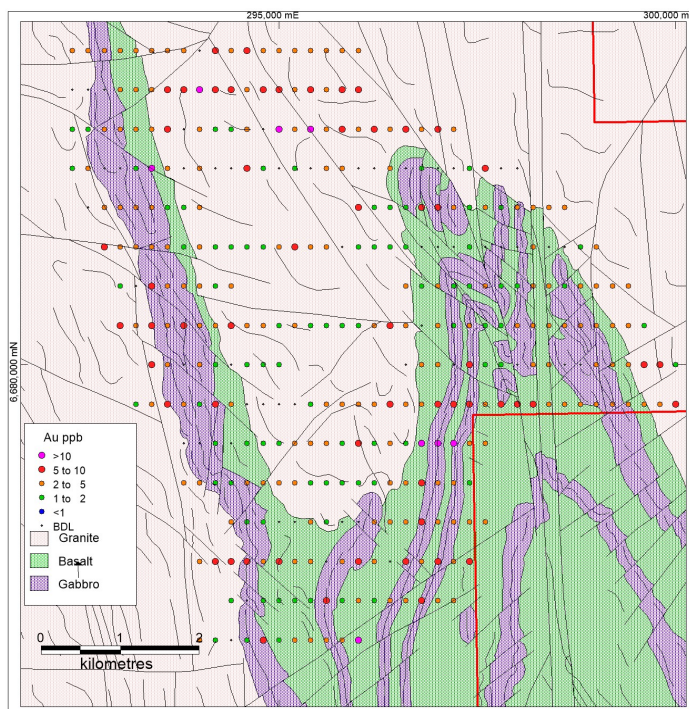 295,000 mE
300,000 m
6,680,000 mN
Au ppb
>10
5 to 10
2 to 5
1 to 2
<1
BDL
Granite
Basalt
Gabbro
0 1 2
kilometres